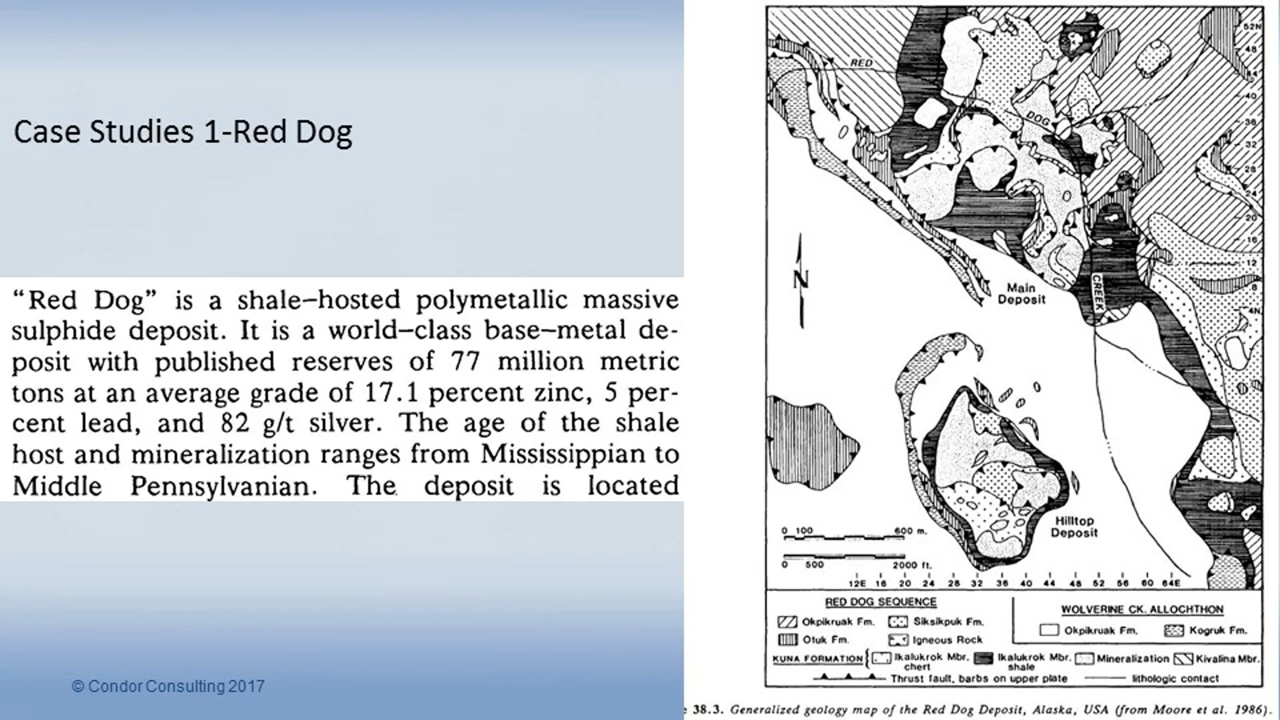 Case Studies 1-Red Dog
“Red Dog” is a shale-hosted polymetallic massive
sulphide deposit. It is a world-class base-metal de-
posit with published reserves of 77 million metric
tons at an average grade of 17.1 percent zinc, 5 per-
cent lead, and 82 g/t silver. The age of the shale
host and mineralization ranges from Mississippian to
Middle Pennsylvanian. The deposit is located
© Condor Consulting 2017
RED
DOG
CREEK
52N
48
44
40
36
32
28
24
20
16
12
8
4N
N
Main
Deposit
Hilltop
Deposit
0 100 600 m.
0 500 2000 ft.
12E 16 20 24 28 32 36 40 44 48 52 56 60 64E
RED DOG SEQUENCE
Okpikruak Fm. Siksikpuk Fm.
Otuk Fm. Igneous Rock
WOLVERINE CK. ALLOCHTHON
Okpikruak Fm. Kogruk Fm.
KUNA FORMATION { Ikalukrok Mbr. chert Ikalukrok Mbr. shale Mineralization Kivalina Mbr.
Thrust fault, barbs on upper plate lithologic contact
38.3. Generalized geology map of the Red Dog Deposit, Alaska, USA (from Moore et al. 1986).